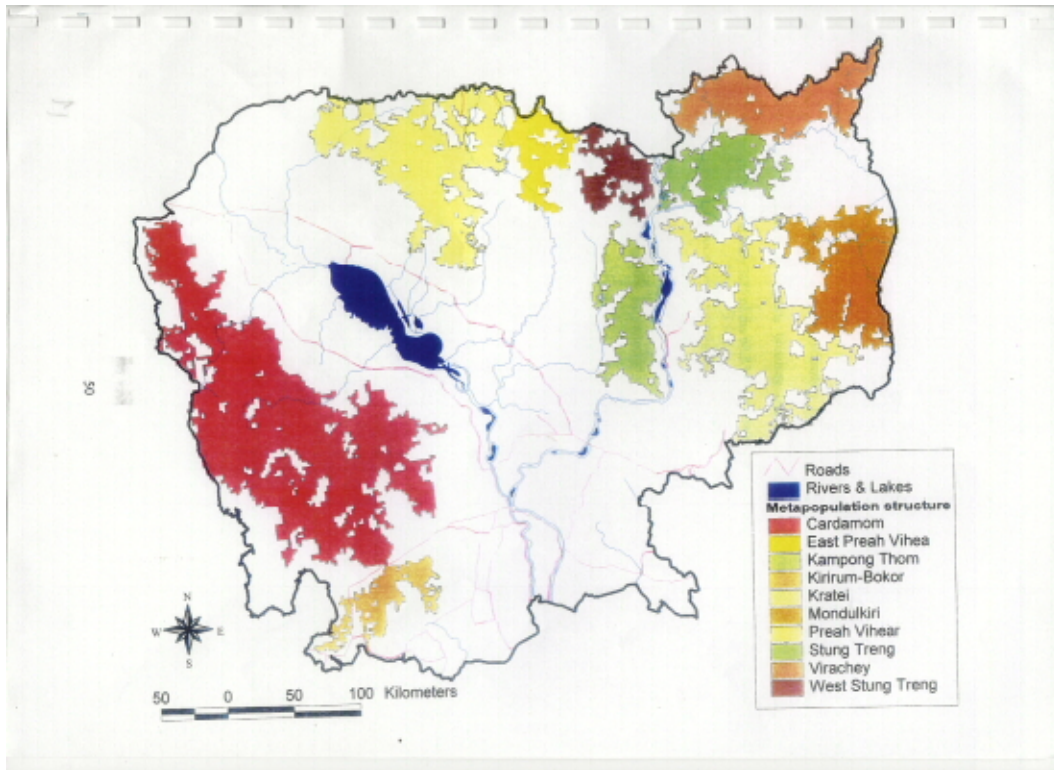 50
Roads
Rivers & Lakes
Metapopulation structure
Cardamom
East Preah Vihea
Kampong Thom
Kirirum-Bokor
Kratei
Mondulkiri
Preah Vihear
Stung Treng
Virachey
West Stung Treng
N
W E
S
50 0 50 100 Kilometers